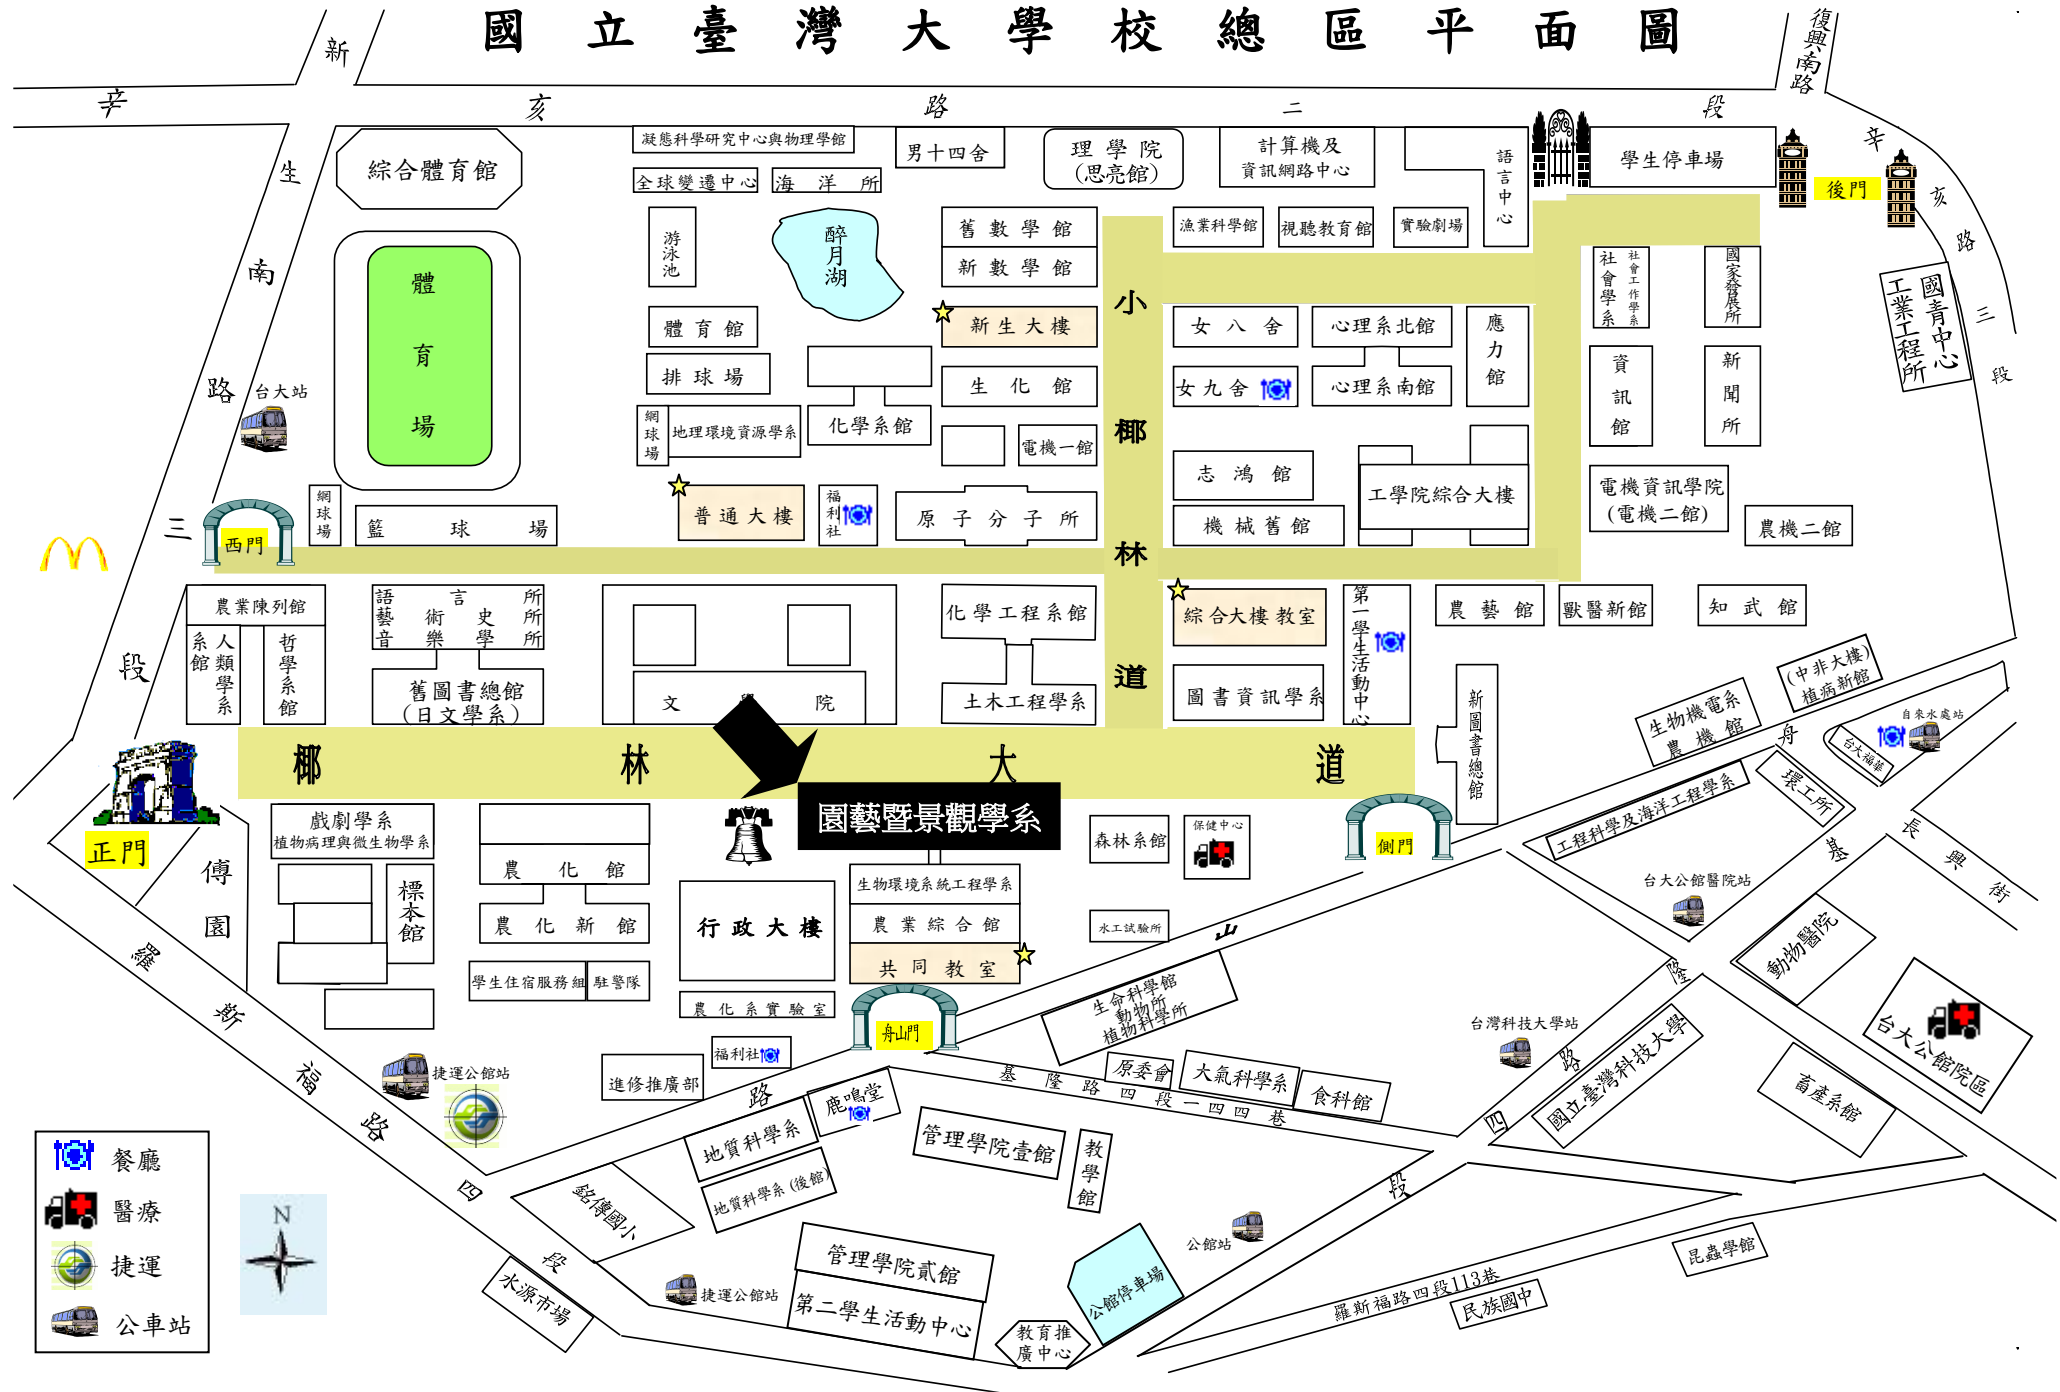 國立臺灣大學校總區平面圖
復興南路
新
辛
亥
路
二
段
生
南
路
三
段
辛
亥
路
三
段
綜合體育館
凝態科學研究中心與物理學館
男十四舍
理學院
(思亮館)
計算機及
資訊網路中心
語言中心
學生停車場
後門
全球變遷中心
海洋所
體育場
游泳池
醉月湖
舊數學館
新數學館
漁業科學館
視聽教育館
實驗劇場
社會學系
社會工作學系
國家發展所
國青中心
工業工程所
新生大樓
體育館
排球場
生化館
女八舍
女九舍
心理系北館
心理系南館
應力館
資訊館
新聞所
台大站
網球場
地理環境資源學系
化學系館
電機一館
志鴻館
工學院綜合大樓
電機資訊學院
(電機二館)
農機二館
網球場
籃球場
普通大樓
福利社
原子分子所
機械舊館
西門
小椰林道
農業陳列館
人類學系
系館
哲學系館
語言所
藝術史所
音樂學所
舊圖書總館
(日文學系)
文學院
化學工程系館
土木工程學系
綜合大樓教室
圖書資訊學系
第一學生活動中心
農藝館
獸醫新館
知武館
新圖書總館
生物機電系
農機館
(中非大樓)
植病新館
自來水處站
台大福華
椰林大道
園藝暨景觀學系
正門
傅園
戲劇學系
植物病理與微生物學系
標本館
農化館
農化新館
學生住宿服務組
駐警隊
行政大樓
農化系實驗室
生物環境系統工程學系
農業綜合館
共同教室
森林系館
保健中心
水工試驗所
側門
舟
山
路
工程科學及海洋工程學系
環工所
台大公館醫院站
基
隆
路
四
段
長興街
動物醫院
台大公館院區
台灣科技大學站
國立臺灣科技大學
畜產系館
生命科學館
動物所
植物科學所
舟山門
福利社
進修推廣部
鹿鳴堂
地質科學系
地質科學系(後館)
銘傳國小
基隆路四段一四四巷
原委會
大氣科學系
食科館
管理學院壹館
教學館
管理學院貳館
第二學生活動中心
教育推
廣中心
公館停車場
公館站
羅斯福路四段113巷
民族國中
昆蟲學館
羅
斯
福
路
四
段
捷運公館站
捷運公館站
水源市場
餐廳
醫療
捷運
公車站
N